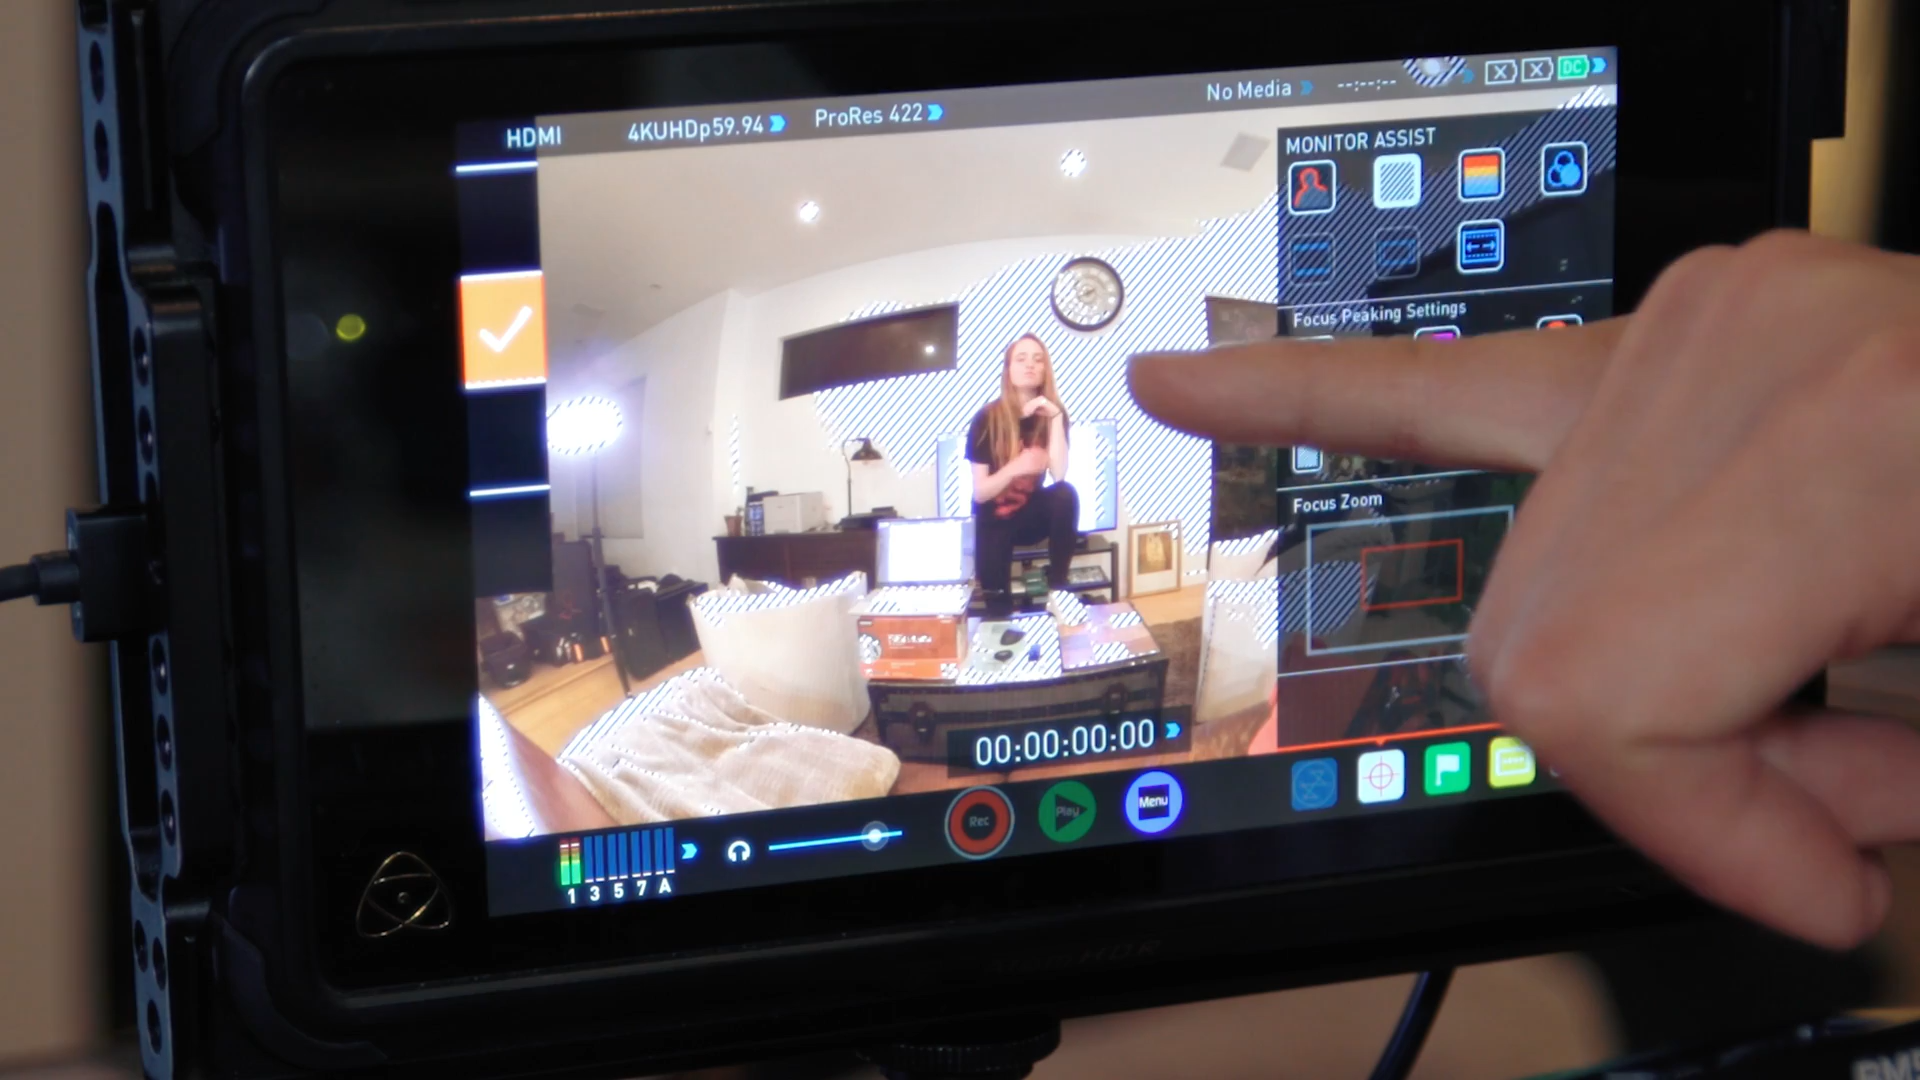 HDMI
4KUHDp59.94
ProRes 422
No Media
--:--:--
DC
MONITOR ASSIST
Focus Peaking Settings
Focus Zoom
00:00:00:00
Rec
Play
Menu
1 3 5 7 A